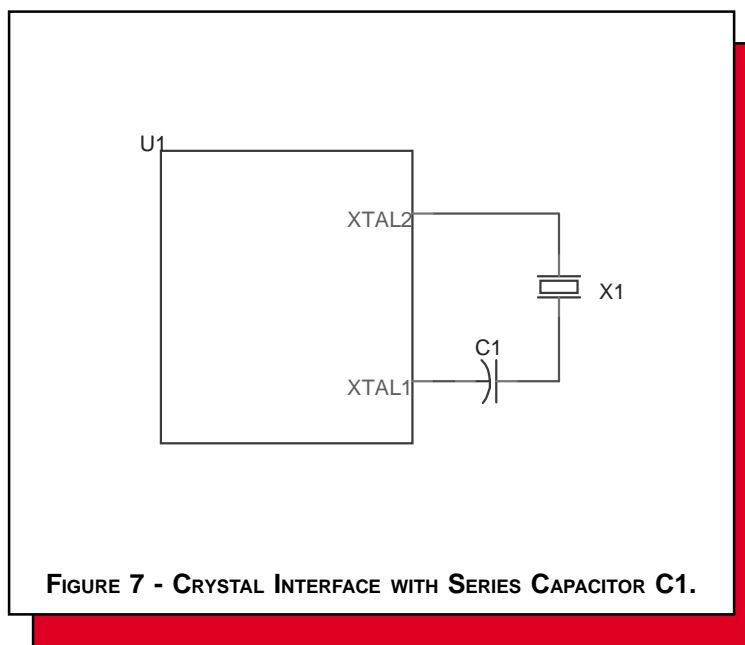 U1
XTAL2
X1
C1
XTAL1
Figure 7 - Crystal Interface with Series Capacitor C1.